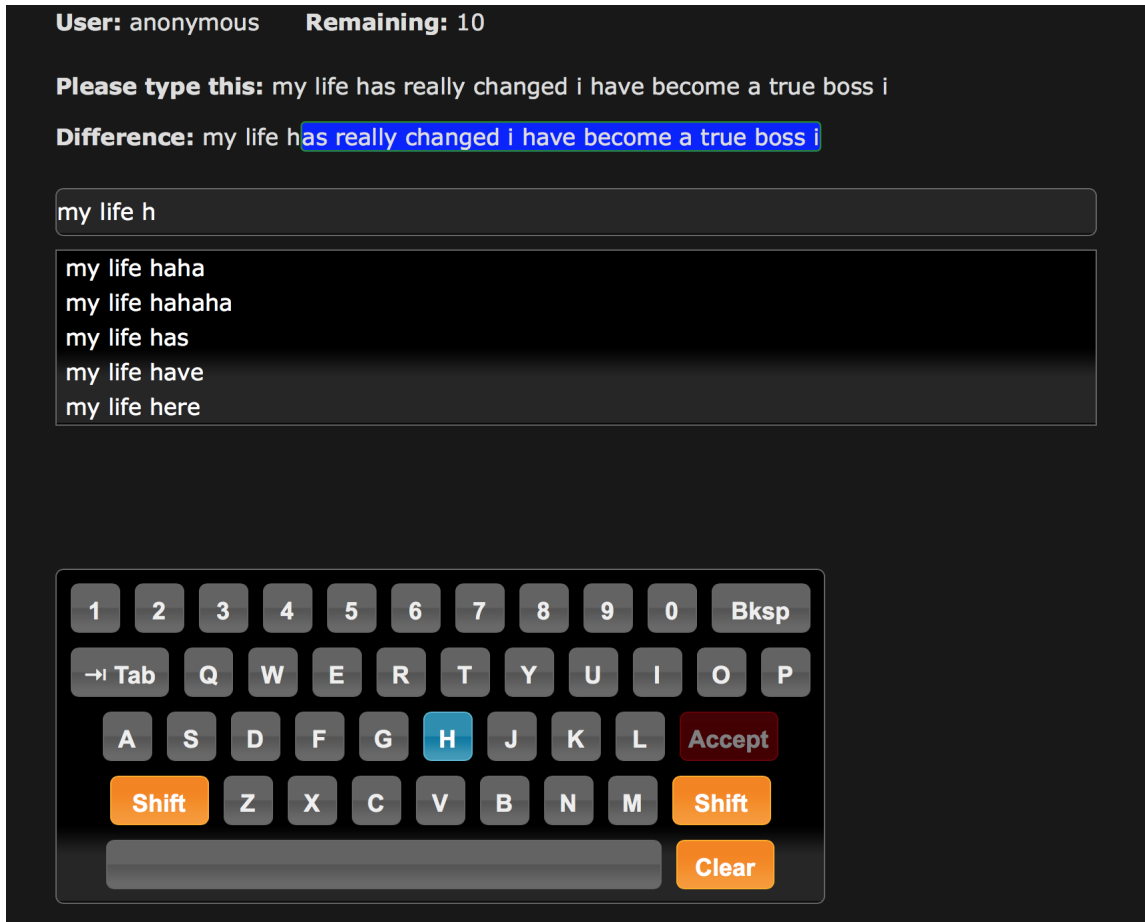 User: anonymous Remaining: 10
Please type this: my life has really changed i have become a true boss i
Difference: my life has really changed i have become a true boss i
my life h
my life haha
my life hahaha
my life has
my life have
my life here
1 2 3 4 5 6 7 8 9 0 Bksp
Tab Q W E R T Y U I O P
A S D F G H J K L Accept
Shift Z X C V B N M Shift
Clear